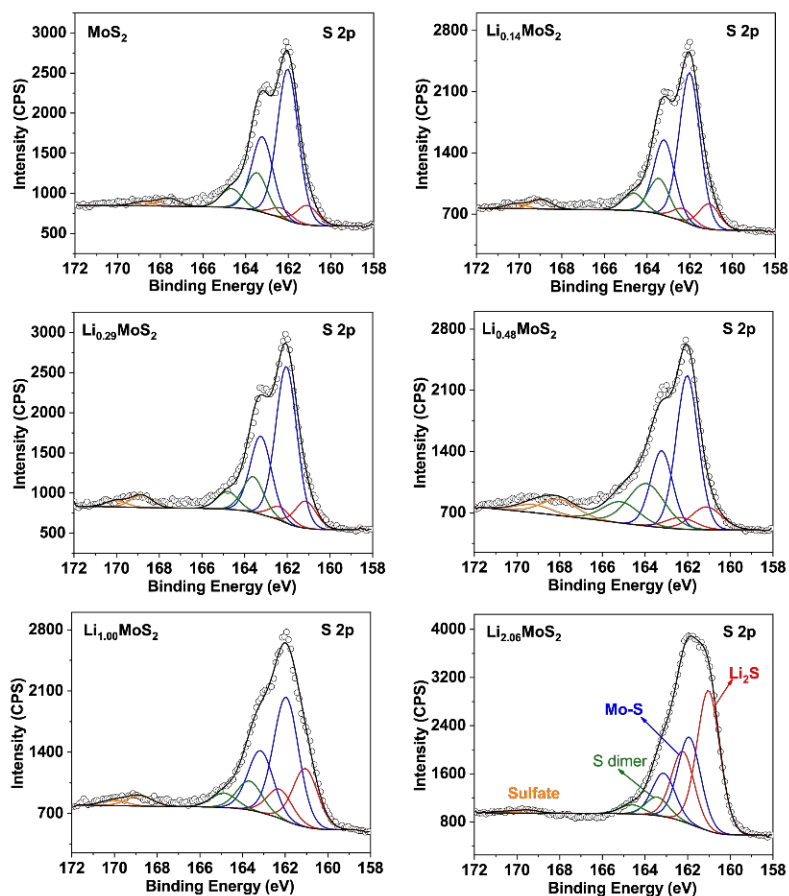 MoS2 S 2p
3000
2500
2000
1500
1000
500
Intensity (CPS)
172 170 168 166 164 162 160 158
Binding Energy (eV)
Li0.14MoS2 S 2p
2800
2100
1400
700
Intensity (CPS)
172 170 168 166 164 162 160 158
Binding Energy (eV)
Li0.29MoS2 S 2p
3000
2500
2000
1500
1000
500
Intensity (CPS)
172 170 168 166 164 162 160 158
Binding Energy (eV)
Li0.48MoS2 S 2p
2800
2100
1400
700
Intensity (CPS)
172 170 168 166 164 162 160 158
Binding Energy (eV)
Li1.00MoS2 S 2p
2800
2100
1400
700
Intensity (CPS)
172 170 168 166 164 162 160 158
Binding Energy (eV)
Li2.06MoS2 S 2p
4000
3200
2400
1600
800
Intensity (CPS)
Li2S
Mo-S
S dimer
Sulfate
172 170 168 166 164 162 160 158
Binding Energy (eV)